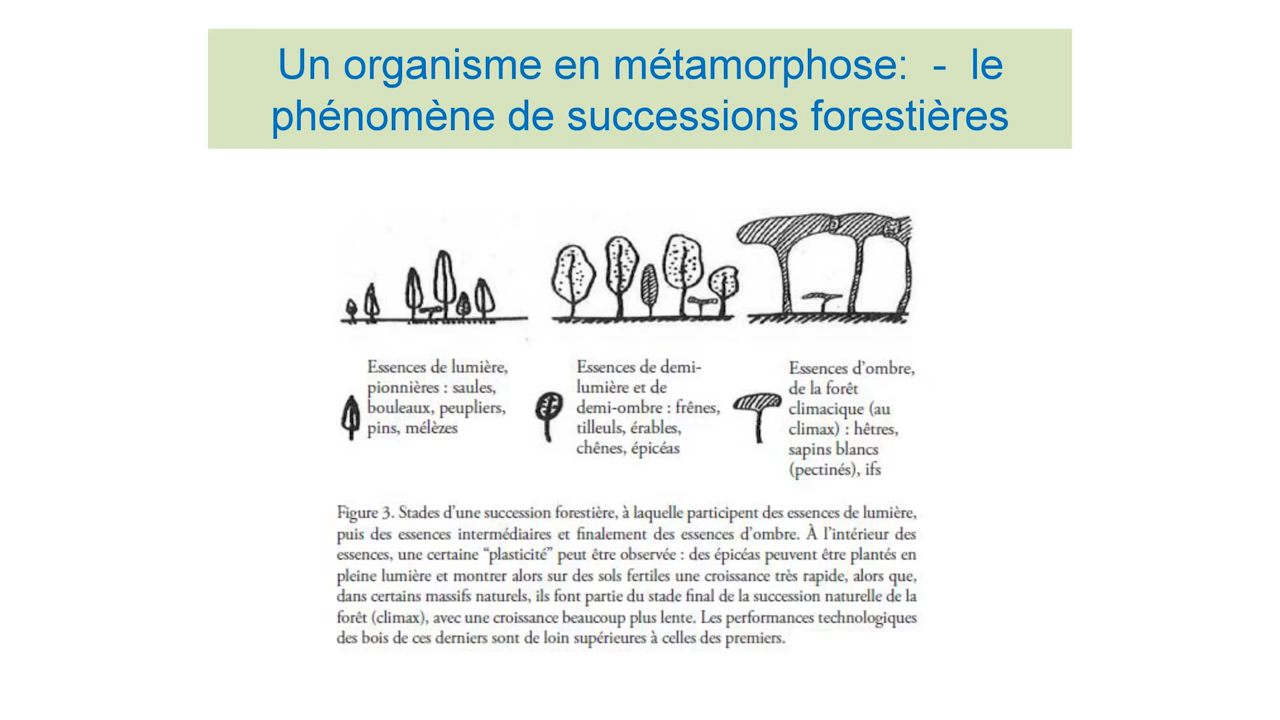 Un organisme en métamorphose:  -  le
phénomène de successions forestières
Essences de lumière,
pionnières : saules,
bouleaux, peupliers,
pins, mélèzes
Essences de demi-
lumière et de
demi-ombre : frênes,
tilleuls, érables,
chênes, épicéas
Essences d’ombre,
de la forêt
climacique (au
climax) : hêtres,
sapins blancs
(pectinés), ifs
Figure 3. Stades d’une succession forestière, à laquelle participent des essences de lumière,
puis des essences intermédiaires et finalement des essences d’ombre. À l’intérieur des
essences, une certaine “plasticité” peut être observée : des épicéas peuvent être plantés en
pleine lumière et montrer alors sur des sols fertiles une croissance très rapide, alors que,
dans certains massifs naturels, ils font partie du stade final de la succession naturelle de la
forêt (climax), avec une croissance beaucoup plus lente. Les performances technologiques
des bois de ces derniers sont de loin supérieures à celles des premiers.